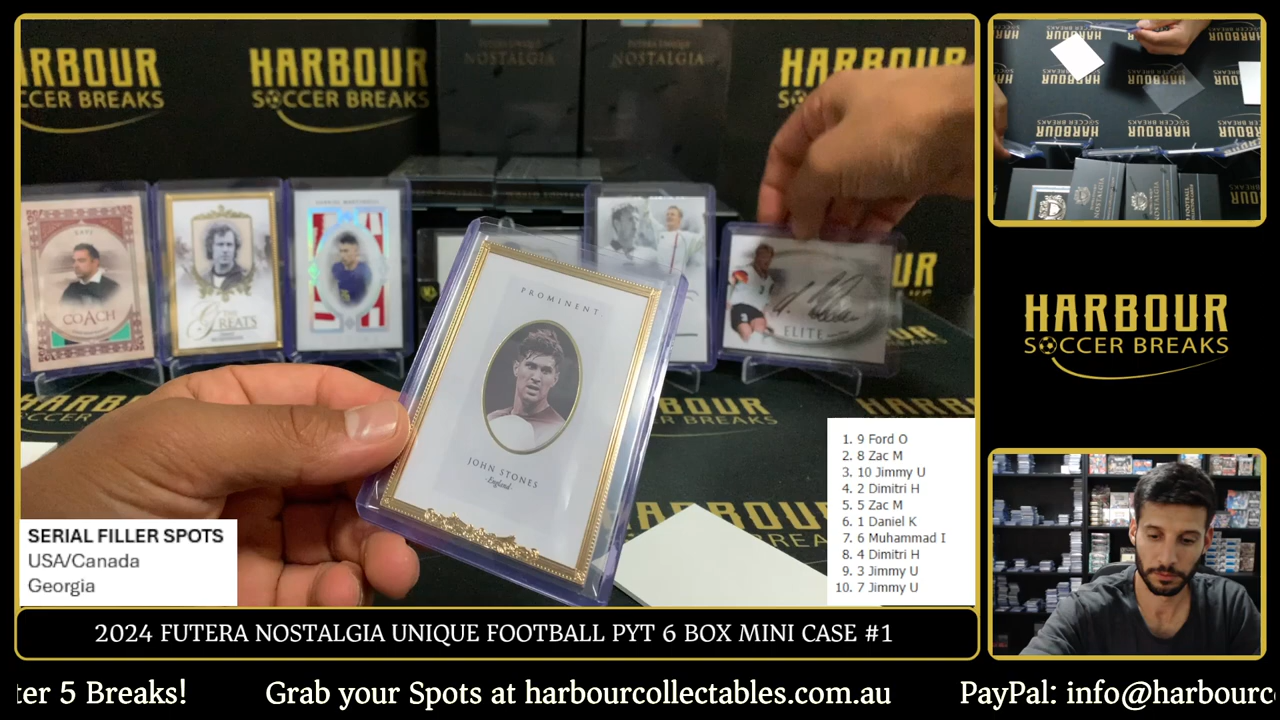 HARBOUR
SOCCER BREAKS
HARBOUR
SOCCER BREAKS
HARBOUR
NOSTALGIA
NOSTALGIA
XAVI
COACH
THE
GREATS
ELITE
PROMINENT
JOHN STONES
-England-
SERIAL FILLER SPOTS
USA/Canada
Georgia
1. 9 Ford O
2. 8 Zac M
3. 10 Jimmy U
4. 2 Dimitri H
5. 5 Zac M
6. 1 Daniel K
7. 6 Muhammad I
8. 4 Dimitri H
9. 3 Jimmy U
10. 7 Jimmy U
2024 FUTERA NOSTALGIA UNIQUE FOOTBALL PYT 6 BOX MINI CASE #1
ter 5 Breaks! Grab your Spots at harbourcollectables.com.au PayPal: info@harbourc
HARBOUR
SOCCER BREAKS